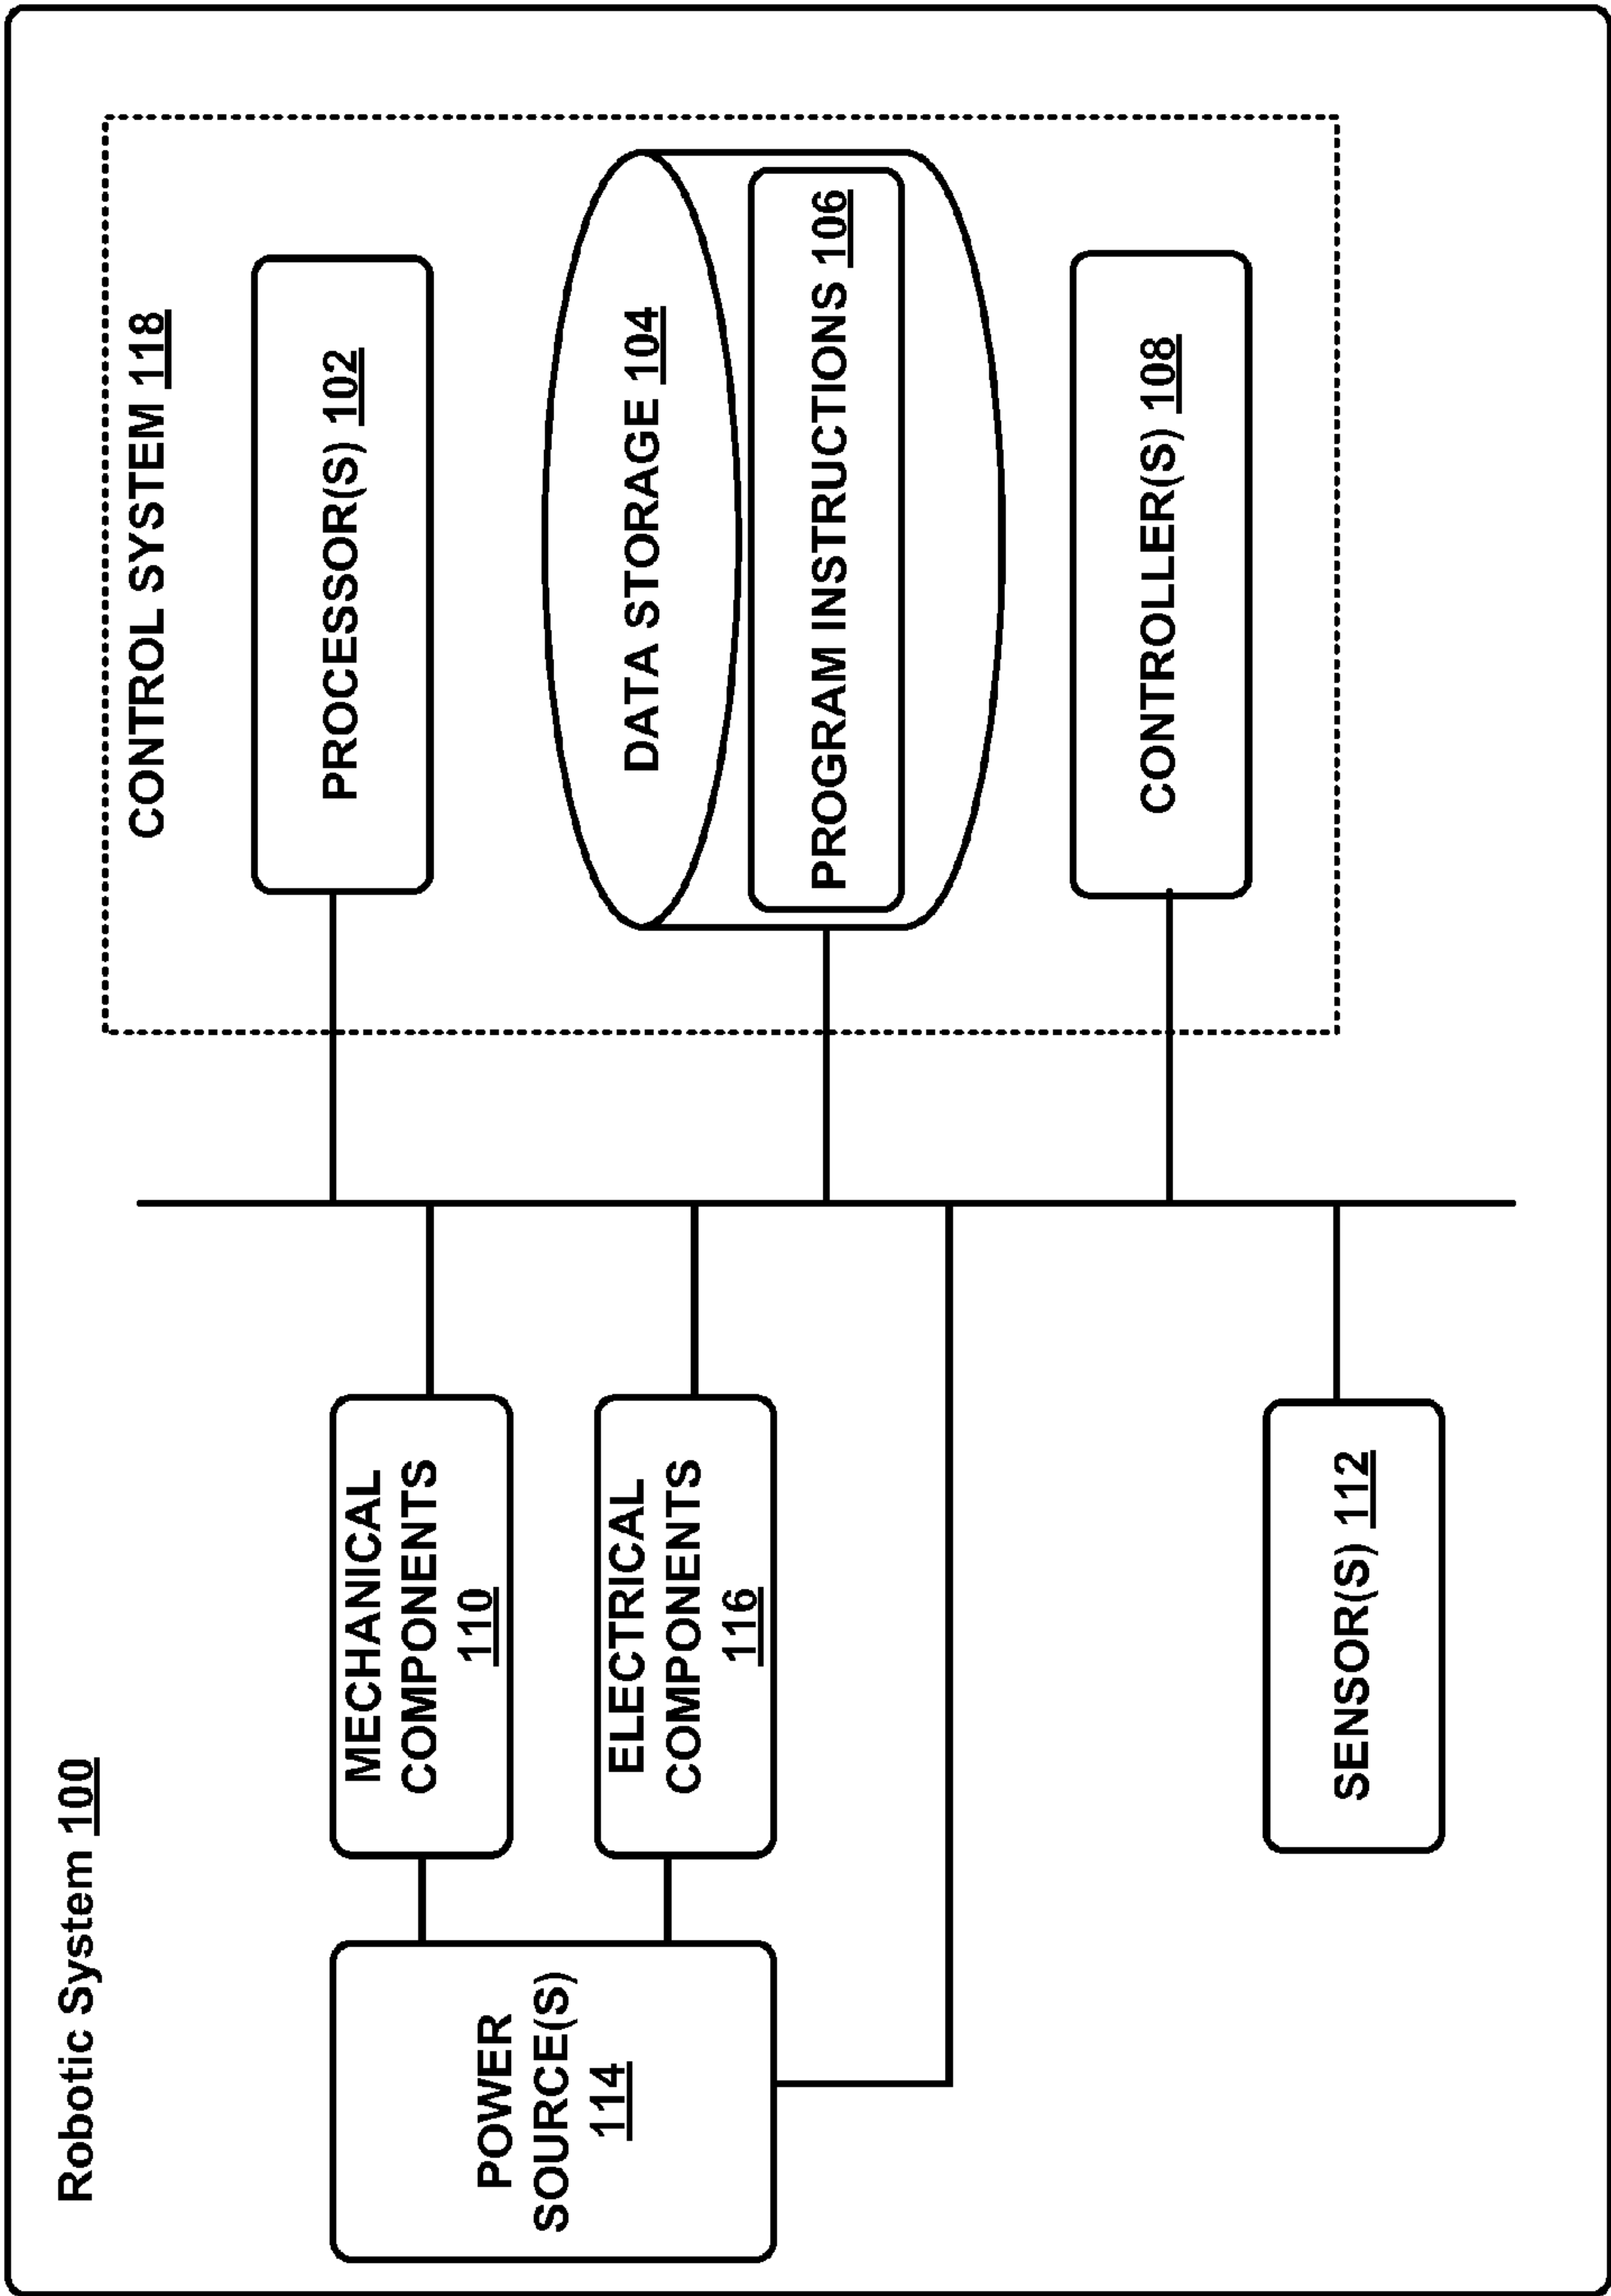 Robotic System 100
CONTROL SYSTEM 118
PROCESSOR(S) 102
DATA STORAGE 104
PROGRAM INSTRUCTIONS 106
CONTROLLER(S) 108
MECHANICAL
COMPONENTS
110
ELECTRICAL
COMPONENTS
116
POWER
SOURCE(S)
114
SENSOR(S) 112